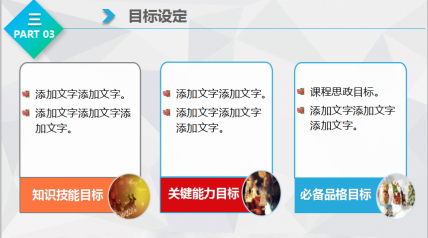 三
PART 03
目标设定
添加文字添加文字。
添加文字添加文字添
加文字。
知识技能目标
添加文字添加文字。
添加文字添加文字
添加文字。
关键能力目标
课程思政目标。
添加文字添加文字
添加文字。
必备品格目标